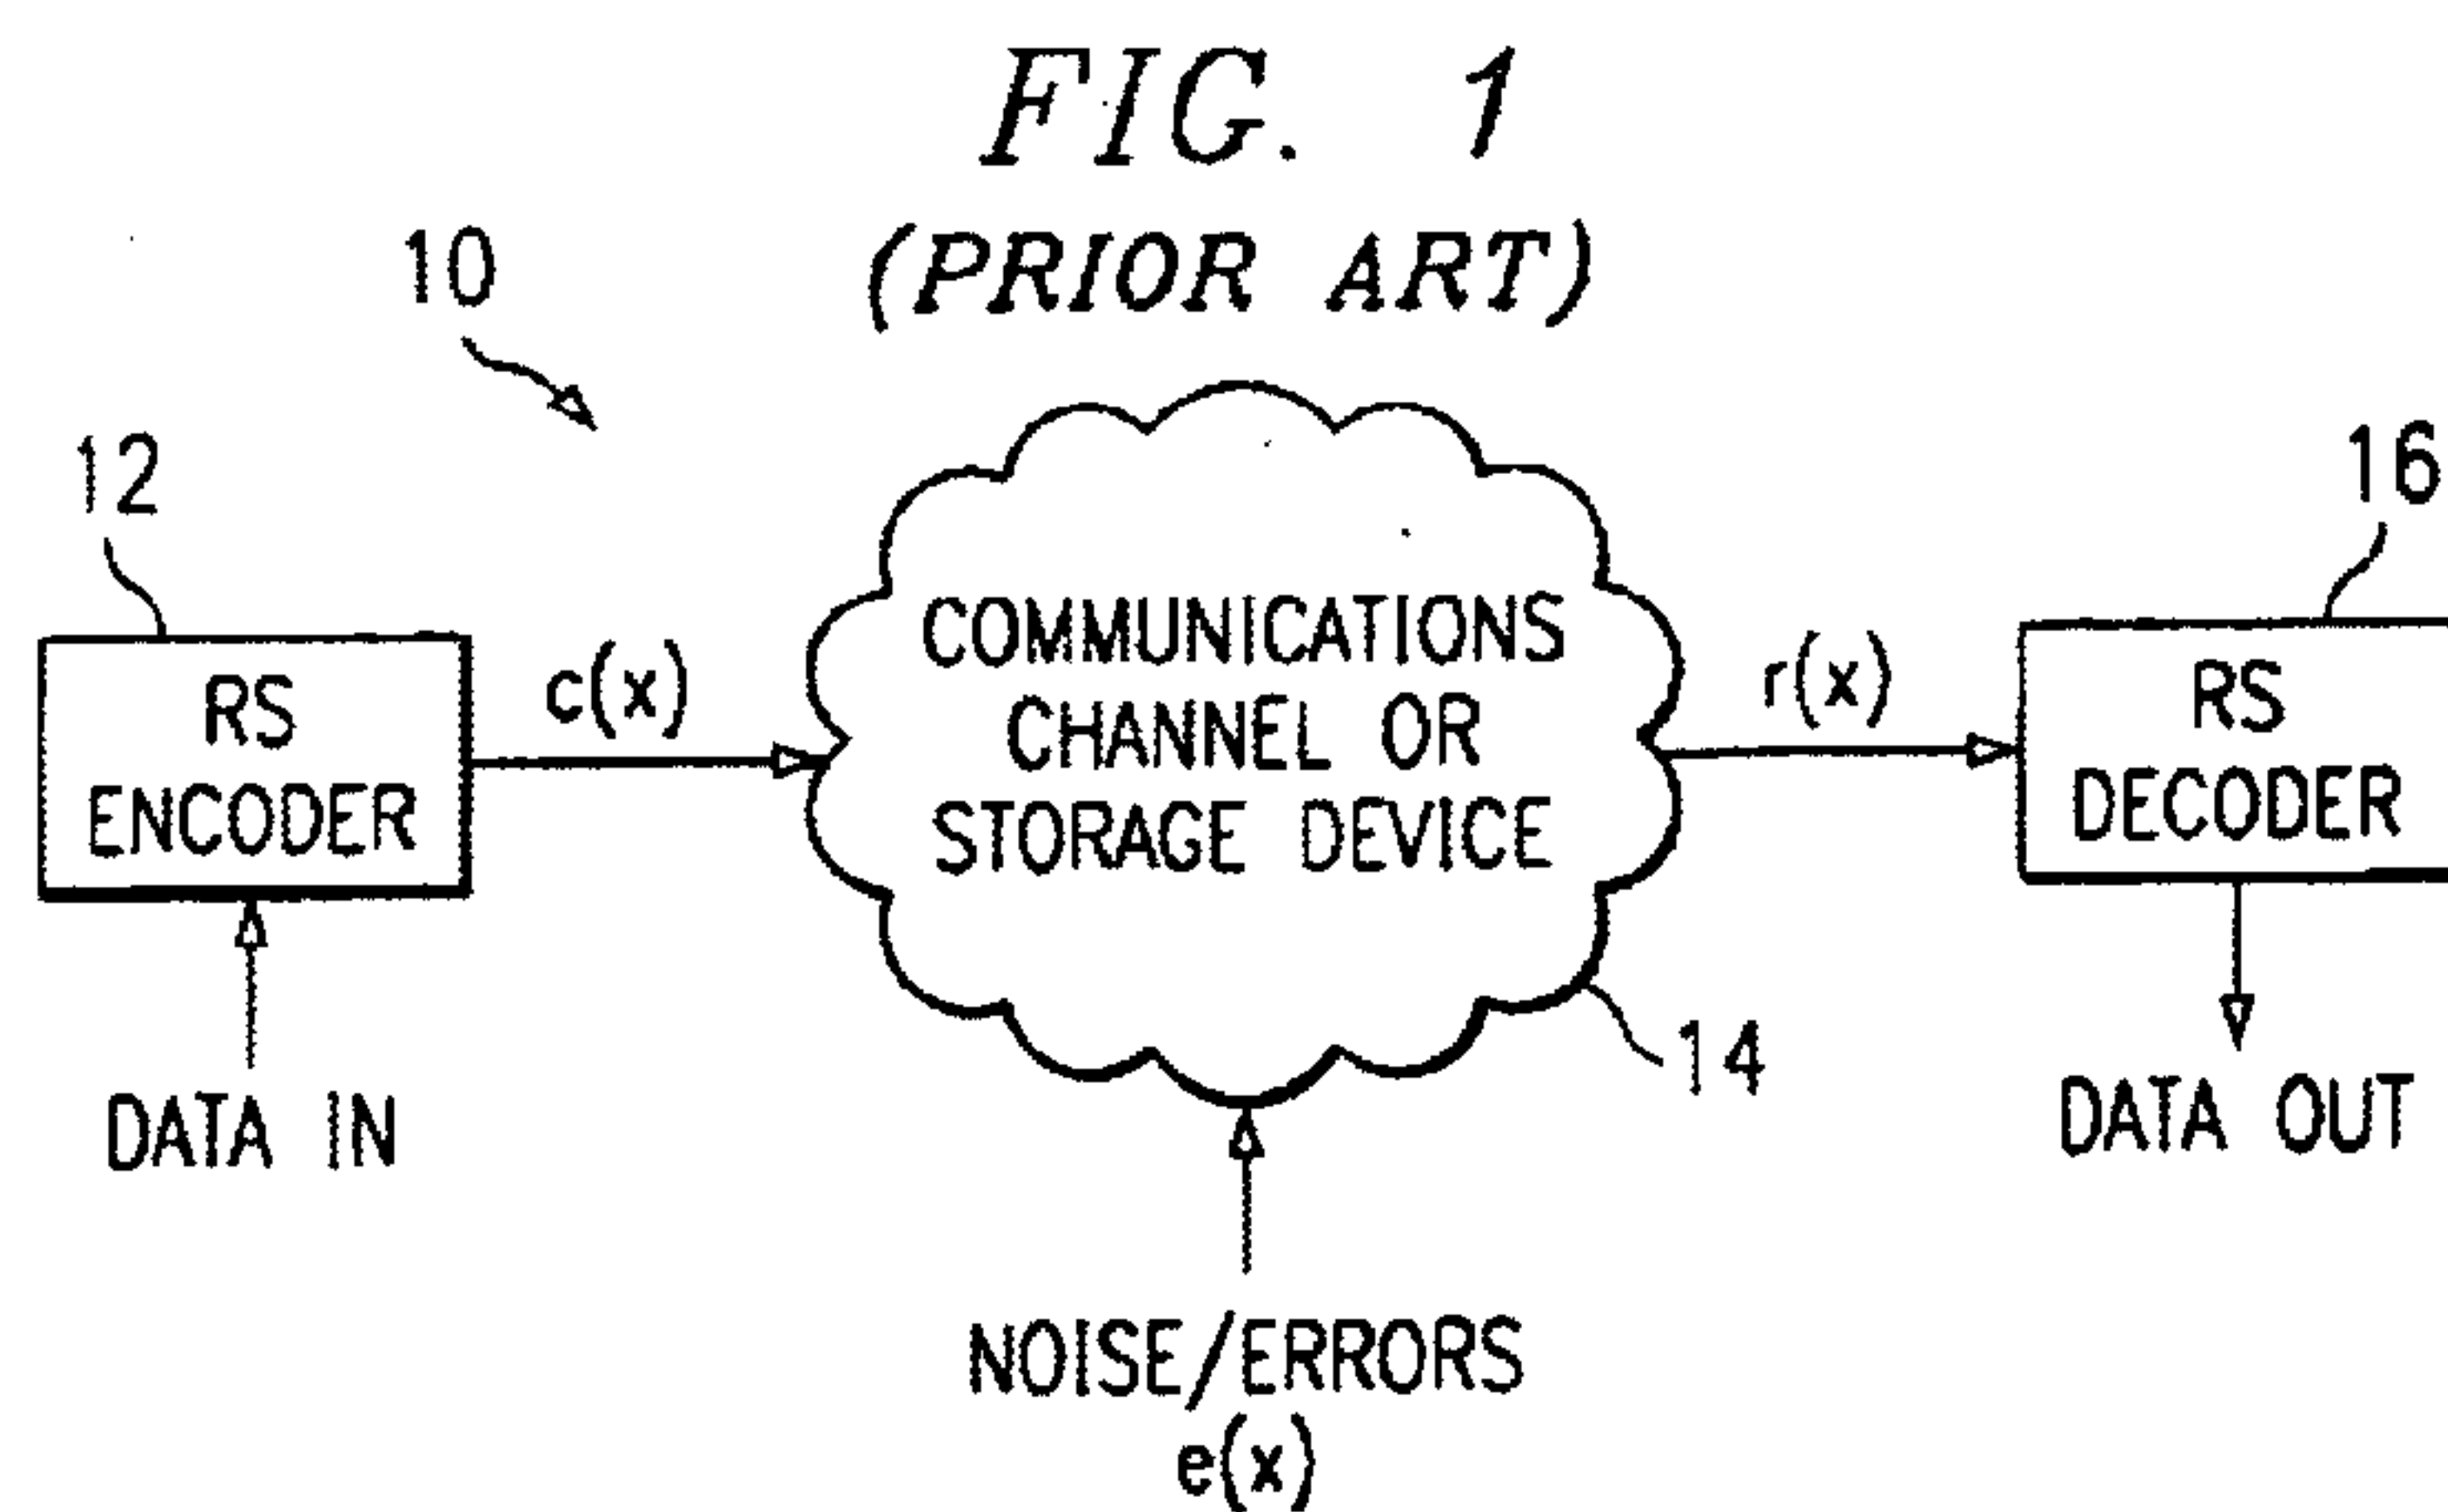 FIG. 1
(PRIOR ART)
10
12
16
RS
ENCODER
c(x)
COMMUNICATIONS
CHANNEL OR
STORAGE DEVICE
r(x)
RS
DECODER
14
DATA IN
DATA OUT
NOISE/ERRORS
e(x)